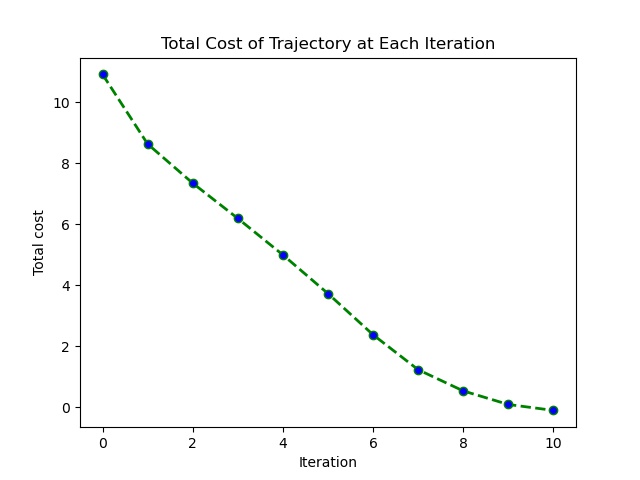 Total Cost of Trajectory at Each Iteration
Total cost
10
8
6
4
2
0
0 2 4 6 8 10
Iteration